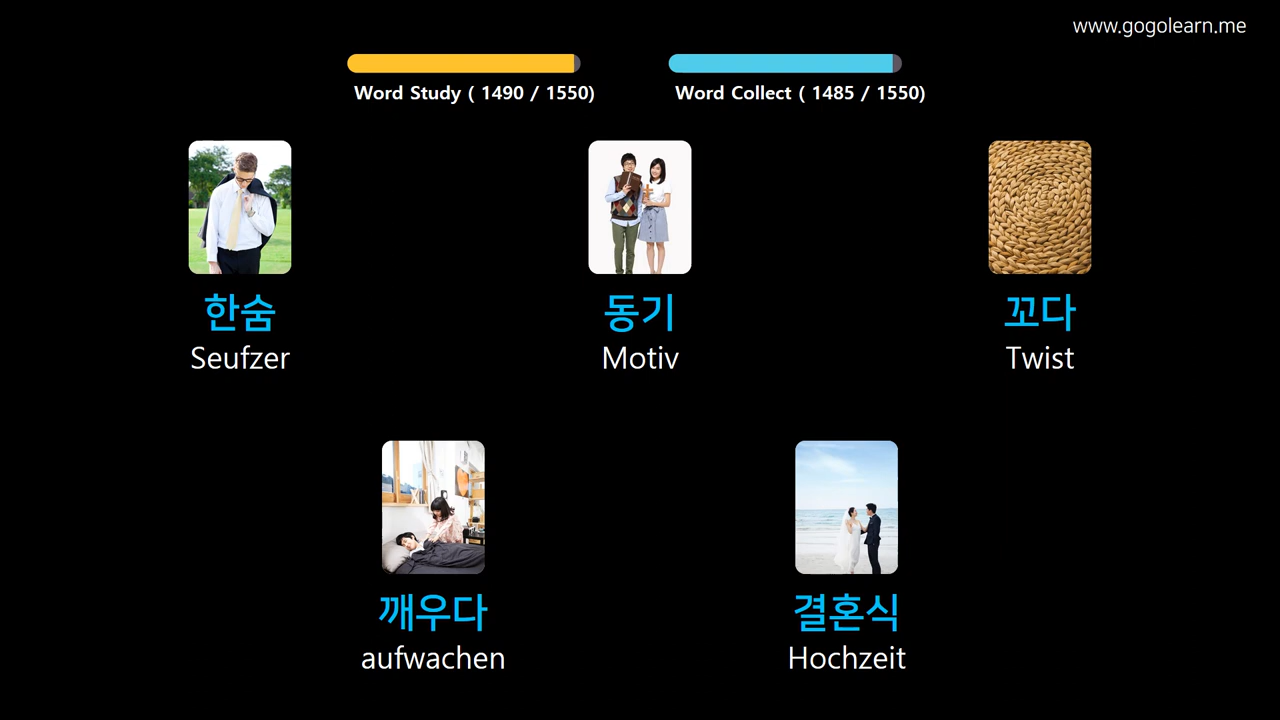 www.gogolearn.me
Word Study ( 1490 / 1550)
Word Collect ( 1485 / 1550)
한숨
Seufzer
동기
Motiv
꼬다
Twist
깨우다
aufwachen
결혼식
Hochzeit